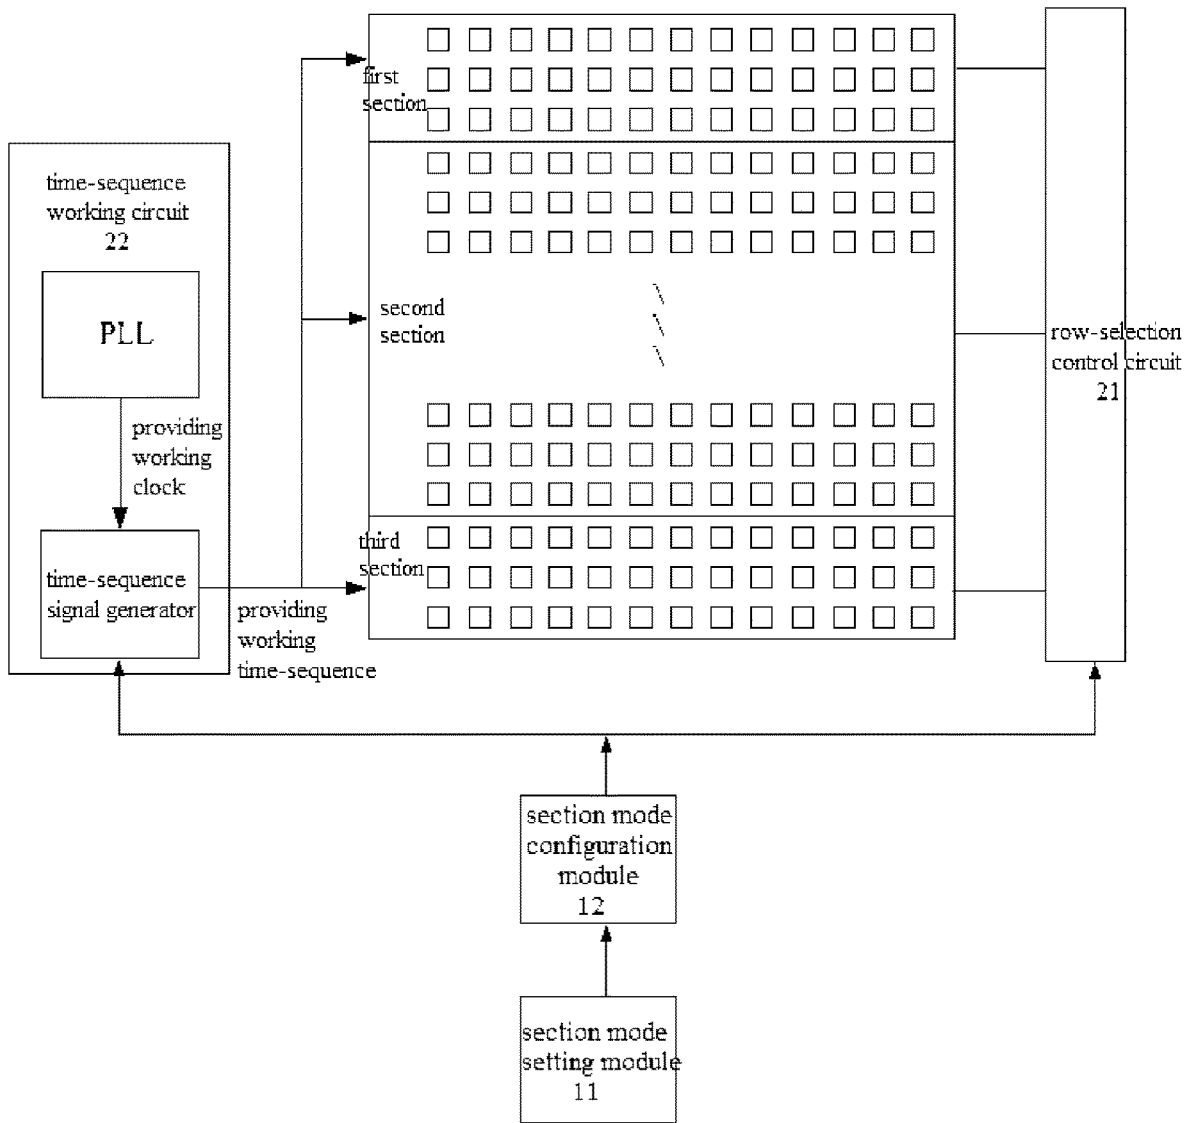 first
section
time-sequence
working circuit
22
PLL
providing
working
clock
time-sequence
signal generator
providing
working
time-sequence
second
section
third
section
row-selection
control circuit
21
section mode
configuration
module
12
section mode
setting module
11